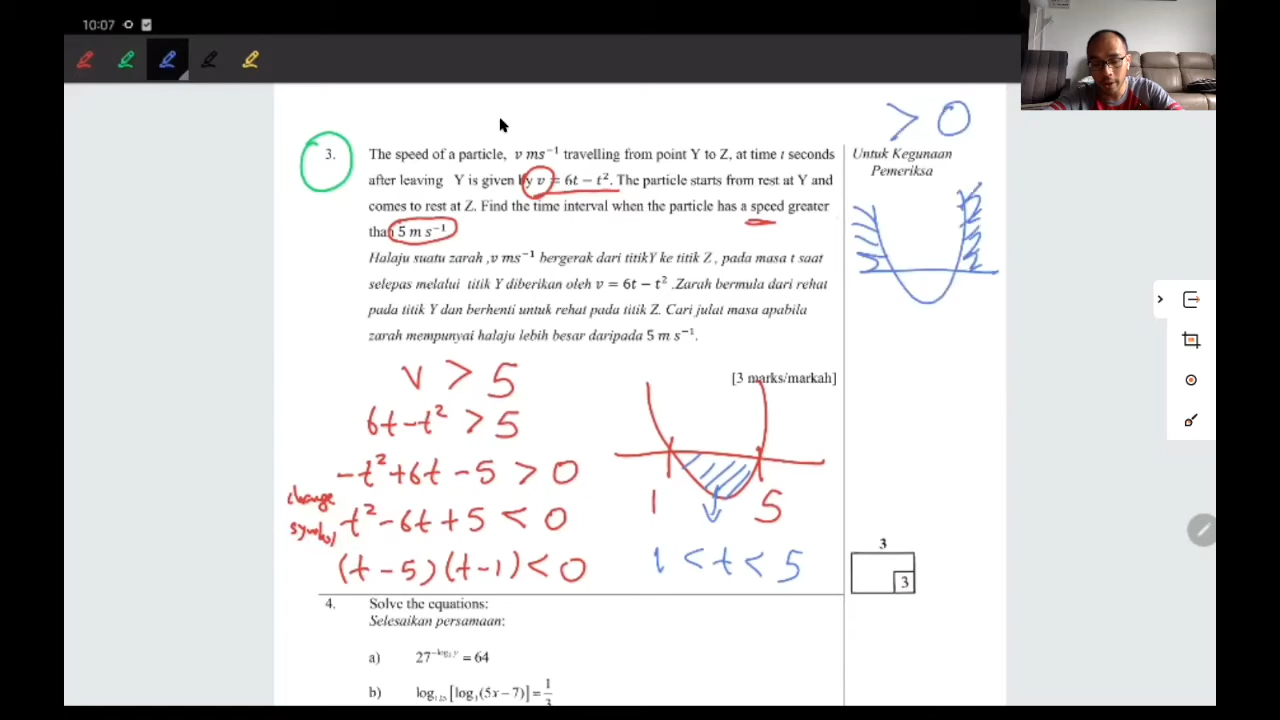 10:07
> 0
3. The speed of a particle, v ms⁻¹ travelling from point Y to Z, at time t seconds
after leaving Y is given by v = 6t − t². The particle starts from rest at Y and
comes to rest at Z. Find the time interval when the particle has a speed greater
than 5 m s⁻¹
Untuk Kegunaan
Pemeriksa
Halaju suatu zarah ,v ms⁻¹ bergerak dari titikY ke titik Z , pada masa t saat
selepas melalui titik Y diberikan oleh v = 6t − t² .Zarah bermula dari rehat
pada titik Y dan berhenti untuk rehat pada titik Z. Cari julat masa apabila
zarah mempunyai halaju lebih besar daripada 5 m s⁻¹.
[3 marks/markah]
v > 5
6t-t² > 5
-t²+6t-5 > 0
change
symbol
t²-6t+5 < 0
(t-5)(t-1) < 0
1 5
1 < t < 5
3
3
4. Solve the equations:
Selesaikan persamaan:
a) = 64
b) (5x − 7)] = 1